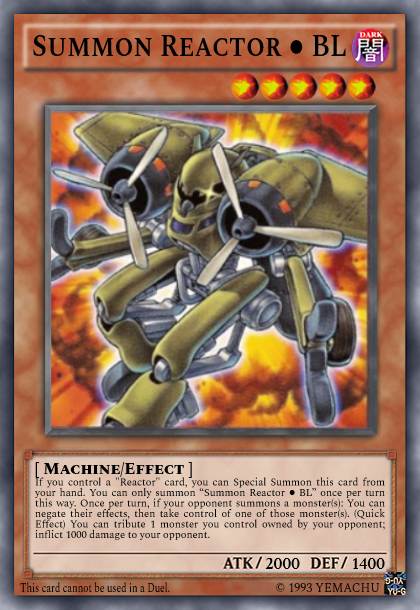 SUMMON REACTOR ● BL
DARK
闇
[ MACHINE/EFFECT ]
If you control a "Reactor" card, you can Special Summon this card from
your hand. You can only summon “Summon Reactor ● BL” once per turn
this way. Once per turn, if your opponent summons a monster(s): You can
negate their effects, then take control of one of those monster(s). (Quick
Effect) You can tribute 1 monster you control owned by your opponent;
inflict 1000 damage to your opponent.
ATK/ 2000 DEF/ 1400
This card cannot be used in a Duel.
© 1993 YEMACHU